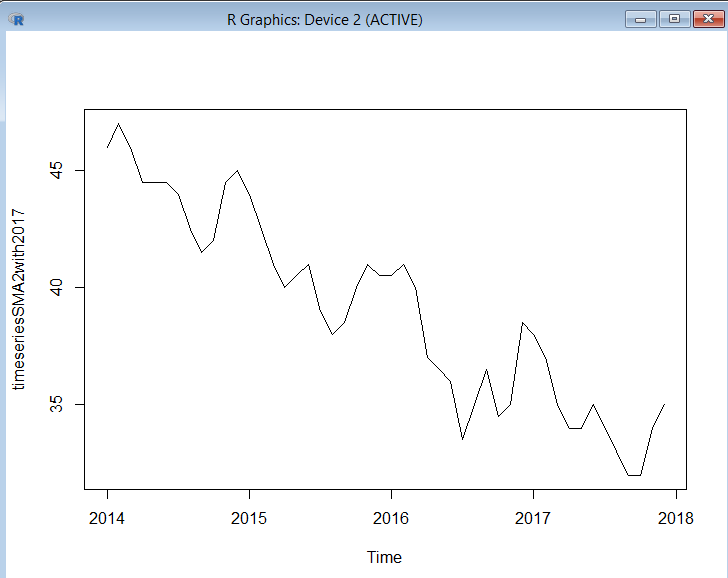 R Graphics: Device 2 (ACTIVE)
timeseriesSMA2with2017
45
40
35
2014 2015 2016 2017 2018
Time